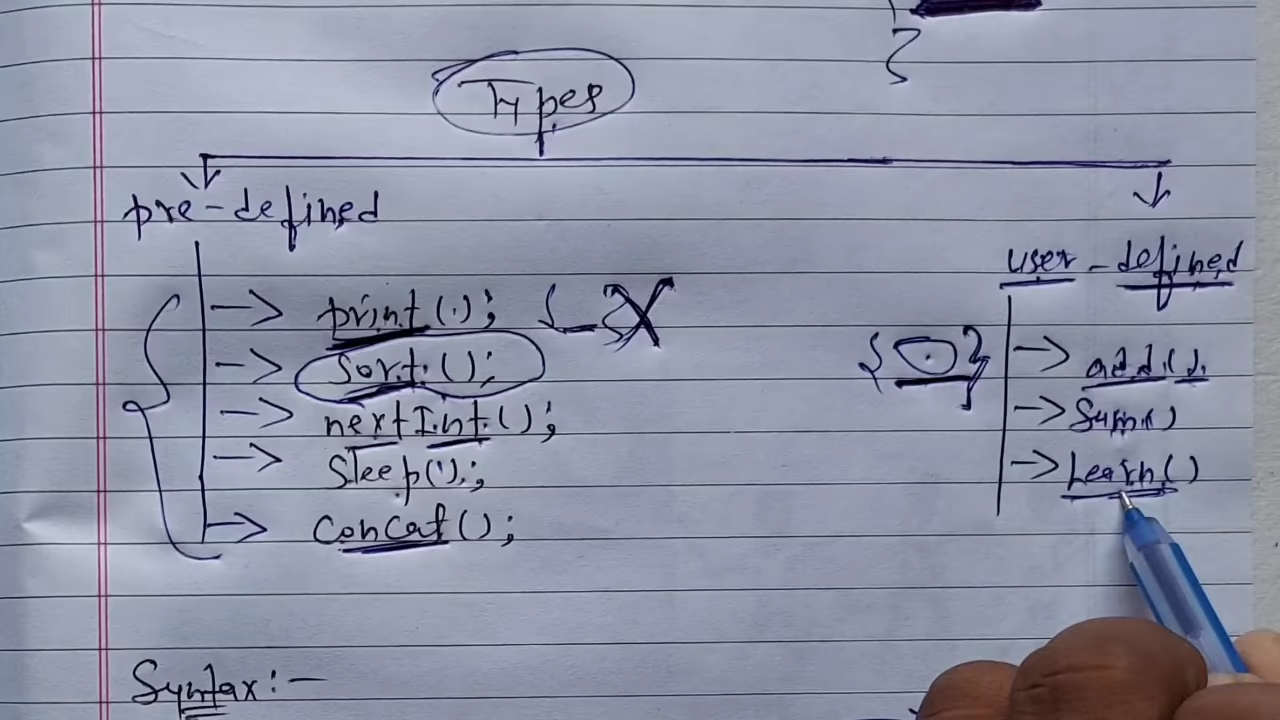 }
Types
pre-defined
user-defined
print();
{ }
sort();
{ }
add();
nextInt();
Sum()
Sleep();
Learn()
Concat();
Syntax:-